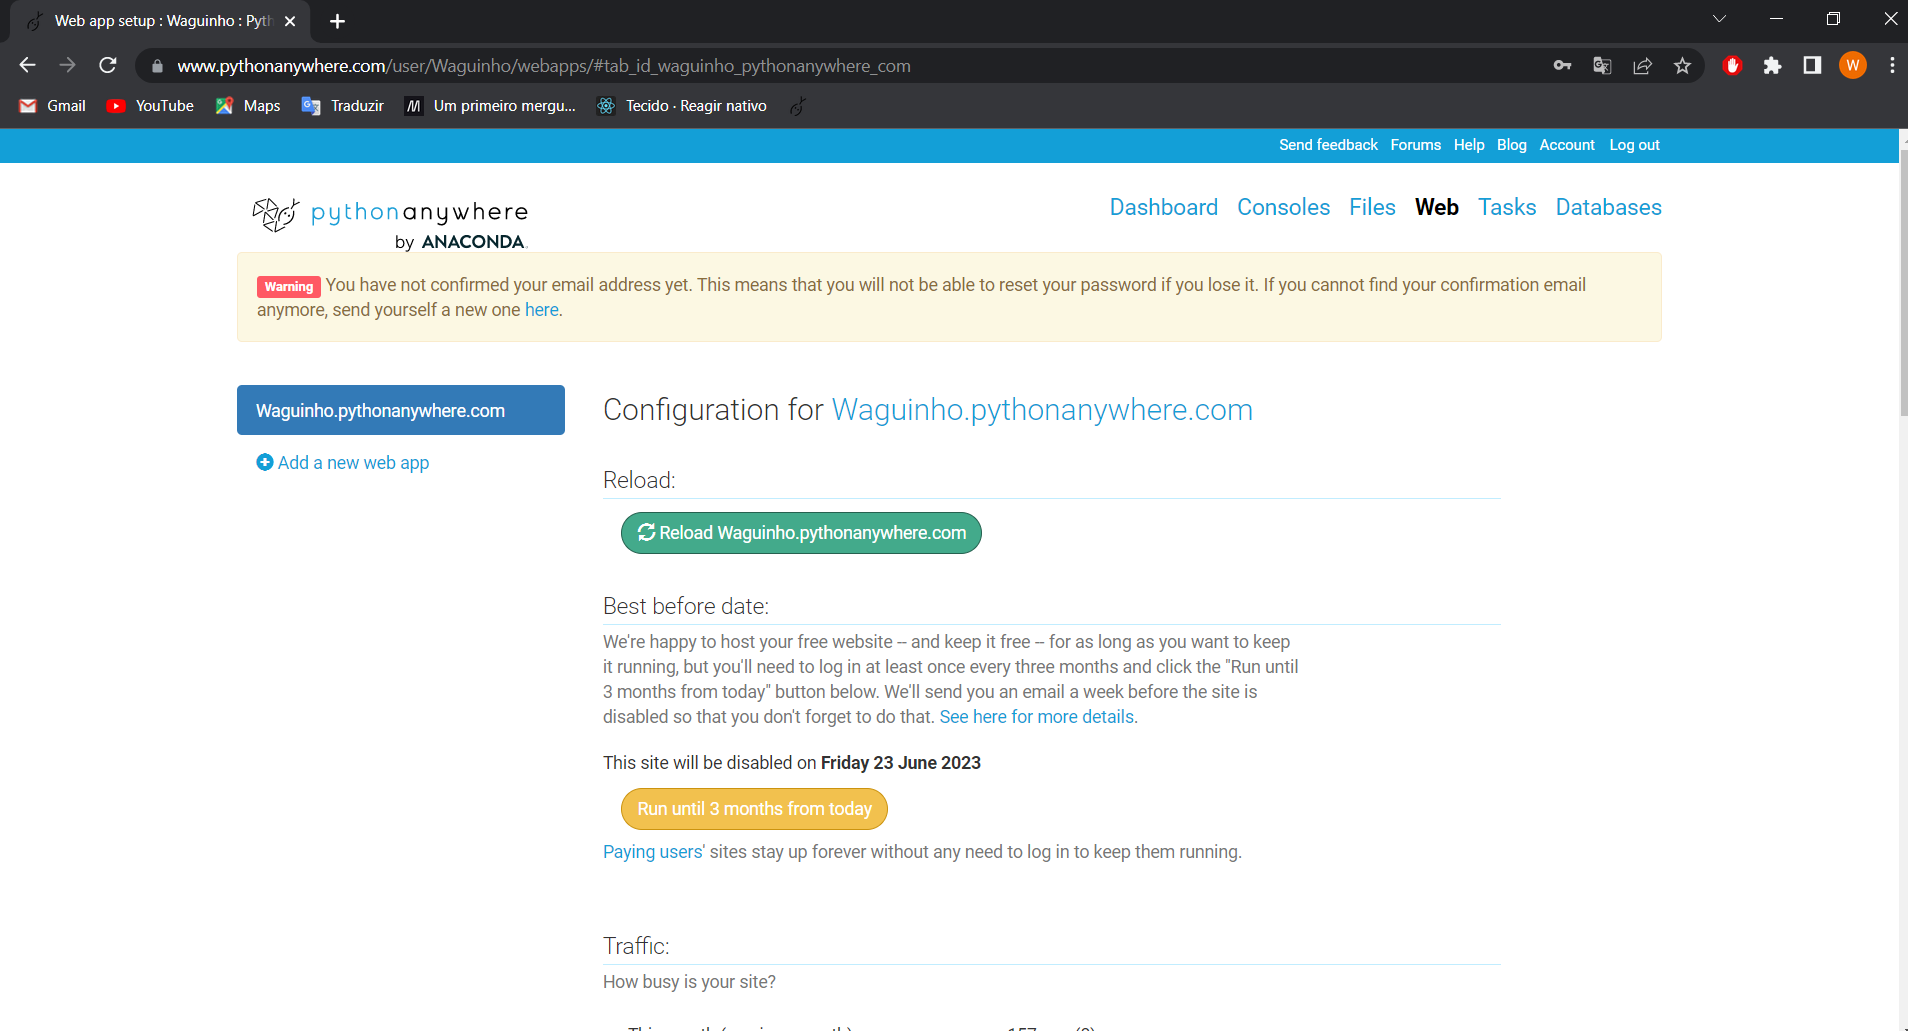 Web app setup : Waguinho : Pyth
www.pythonanywhere.com/user/Waguinho/webapps/#tab_id_waguinho_pythonanywhere_com
W
Gmail YouTube Maps Traduzir Um primeiro mergu... Tecido · Reagir nativo
Send feedback Forums Help Blog Account Log out
pythonanywhere
by ANACONDA.
Dashboard Consoles Files Web Tasks Databases
Warning You have not confirmed your email address yet. This means that you will not be able to reset your password if you lose it. If you cannot find your confirmation email
anymore, send yourself a new one here.
Waguinho.pythonanywhere.com
Add a new web app
Configuration for Waguinho.pythonanywhere.com
Reload:
Reload Waguinho.pythonanywhere.com
Best before date:
We're happy to host your free website -- and keep it free -- for as long as you want to keep
it running, but you'll need to log in at least once every three months and click the "Run until
3 months from today" button below. We'll send you an email a week before the site is
disabled so that you don't forget to do that. See here for more details.
This site will be disabled on Friday 23 June 2023
Run until 3 months from today
Paying users' sites stay up forever without any need to log in to keep them running.
Traffic:
How busy is your site?